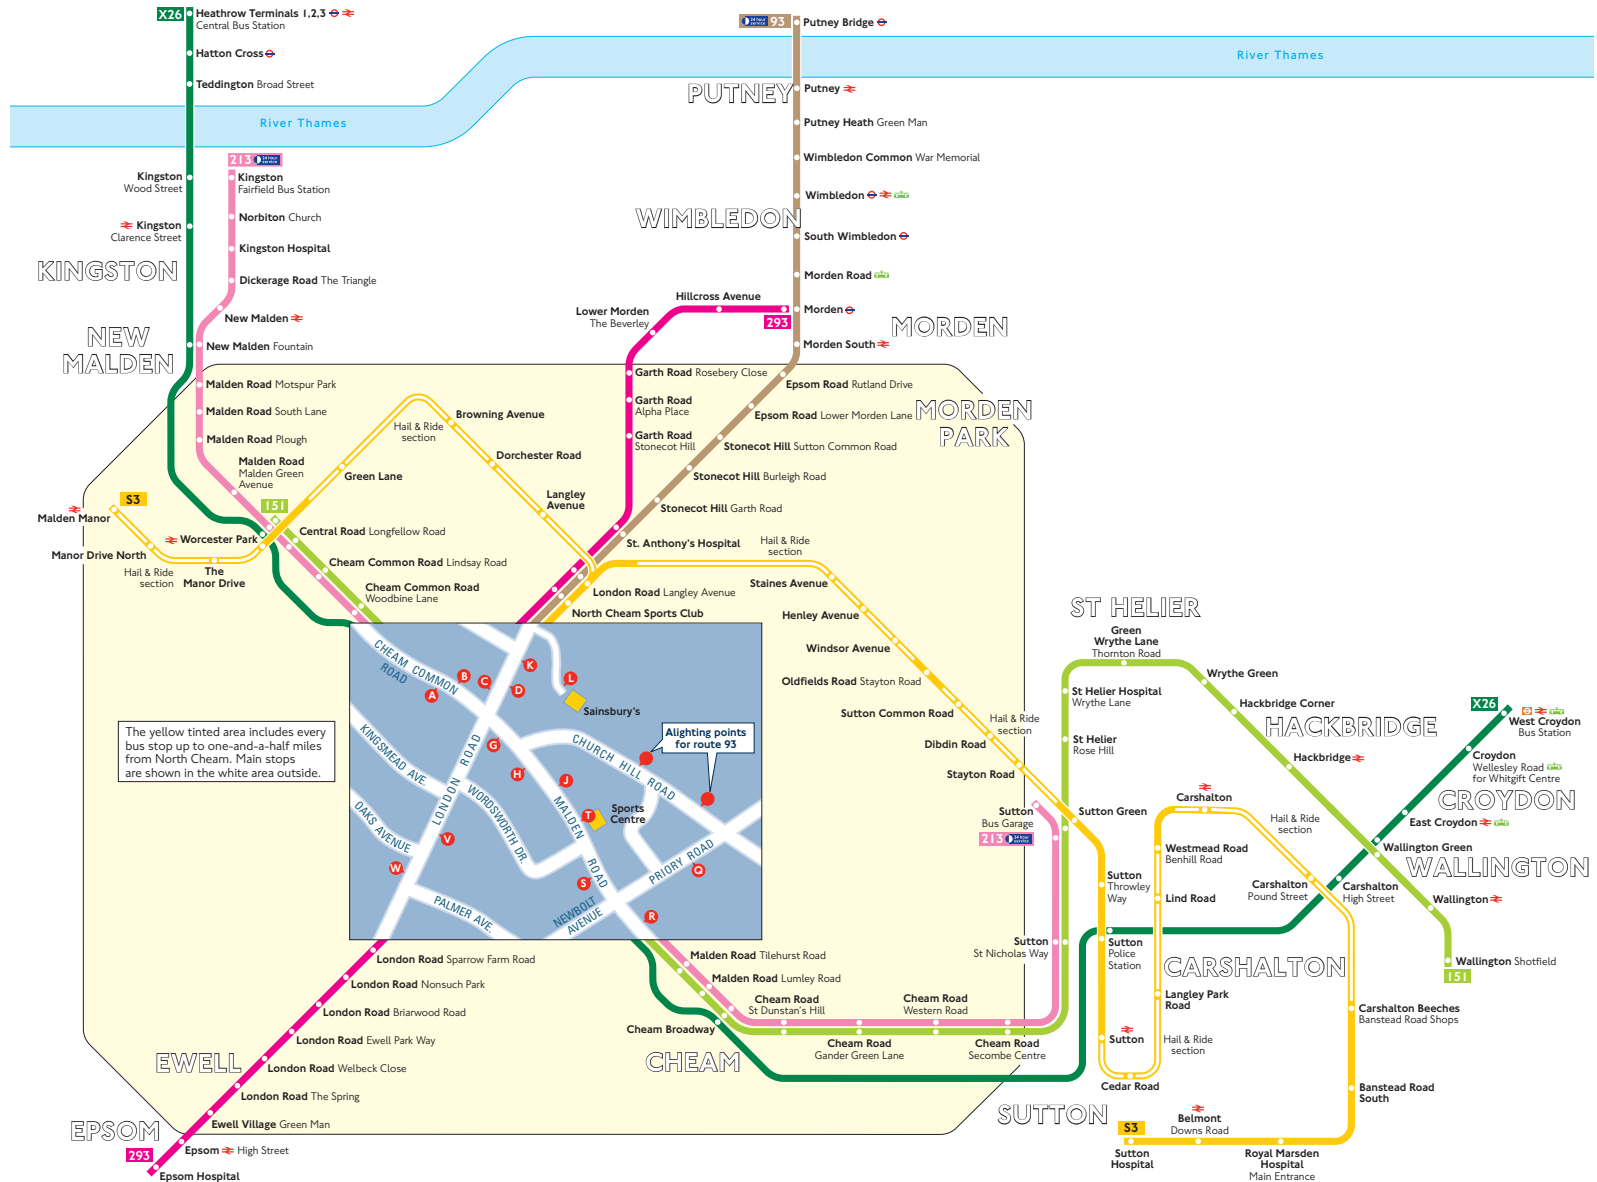 X26
Heathrow Terminals 1,2,3
Central Bus Station
Hatton Cross
Teddington Broad Street
River Thames
93
24 hour
service
Putney Bridge
River Thames
PUTNEY
Putney
Putney Heath Green Man
Wimbledon Common War Memorial
Wimbledon
WIMBLEDON
South Wimbledon
Morden Road
Morden
MORDEN
Morden South
213
24 hour
service
Kingston
Wood Street
Kingston
Fairfield Bus Station
Norbiton Church
Kingston
Clarence Street
Kingston Hospital
KINGSTON
Dickerage Road The Triangle
New Malden
NEW
MALDEN
New Malden Fountain
Malden Road Motspur Park
Malden Road South Lane
Malden Road Plough
Malden Road
Malden Green
Avenue
Hillcross Avenue
Lower Morden
The Beverley
293
Garth Road Rosebery Close
Garth Road
Alpha Place
Garth Road
Stonecot Hill
Epsom Road Rutland Drive
Epsom Road Lower Morden Lane
MORDEN
PARK
Stonecot Hill Sutton Common Road
Stonecot Hill Burleigh Road
Stonecot Hill Garth Road
St. Anthony's Hospital
S3
Malden Manor
Manor Drive North
Hail & Ride
section
The
Manor Drive
Worcester Park
151
Central Road Longfellow Road
Cheam Common Road Lindsay Road
Cheam Common Road
Woodbine Lane
Green Lane
Hail & Ride
section
Browning Avenue
Dorchester Road
Langley
Avenue
London Road Langley Avenue
North Cheam Sports Club
Hail & Ride
section
Staines Avenue
Henley Avenue
Windsor Avenue
Oldfields Road Stayton Road
Sutton Common Road
Hail & Ride
section
Dibdin Road
Stayton Road
Sutton
Bus Garage
213
24 hour
service
Sutton Green
The yellow tinted area includes every
bus stop up to one-and-a-half miles
from North Cheam. Main stops
are shown in the white area outside.
CHEAM COMMON
ROAD
A
B
C
D
K
L
Sainsbury's
KINGSMEAD AVE.
LONDON ROAD
CHURCH HILL ROAD
Alighting points
for route 93
G
H
J
T
Sports
Centre
OAKS AVENUE
WORDSWORTH DR.
MALDEN ROAD
PRIORY ROAD
V
W
S
Q
R
PALMER AVE.
NEWBOLT
AVENUE
ST HELIER
Green
Wrythe Lane
Thornton Road
Wrythe Green
St Helier Hospital
Wrythe Lane
Hackbridge Corner
HACKBRIDGE
St Helier
Rose Hill
Hackbridge
X26
West Croydon
Bus Station
Croydon
Wellesley Road
for Whitgift Centre
CROYDON
East Croydon
Wallington Green
WALLINGTON
Carshalton
Hail & Ride
section
Westmead Road
Benhill Road
Carshalton
Pound Street
Carshalton
High Street
Wallington
Sutton
Throwley
Way
Lind Road
Sutton
St Nicholas Way
Sutton
Police
Station
CARSHALTON
Wallington Shotfield
151
Langley Park
Road
Carshalton Beeches
Banstead Road Shops
Sutton
Hail & Ride
section
Cedar Road
Banstead Road
South
SUTTON
Belmont
Downs Road
S3
Sutton
Hospital
Royal Marsden
Hospital
Main Entrance
Malden Road Tilehurst Road
Malden Road Lumley Road
Cheam Road
St Dunstan's Hill
Cheam Road
Western Road
Cheam Broadway
Cheam Road
Gander Green Lane
Cheam Road
Secombe Centre
CHEAM
London Road Sparrow Farm Road
London Road Nonsuch Park
London Road Briarwood Road
London Road Ewell Park Way
EWELL
London Road Welbeck Close
London Road The Spring
Ewell Village Green Man
EPSOM
293
Epsom High Street
Epsom Hospital